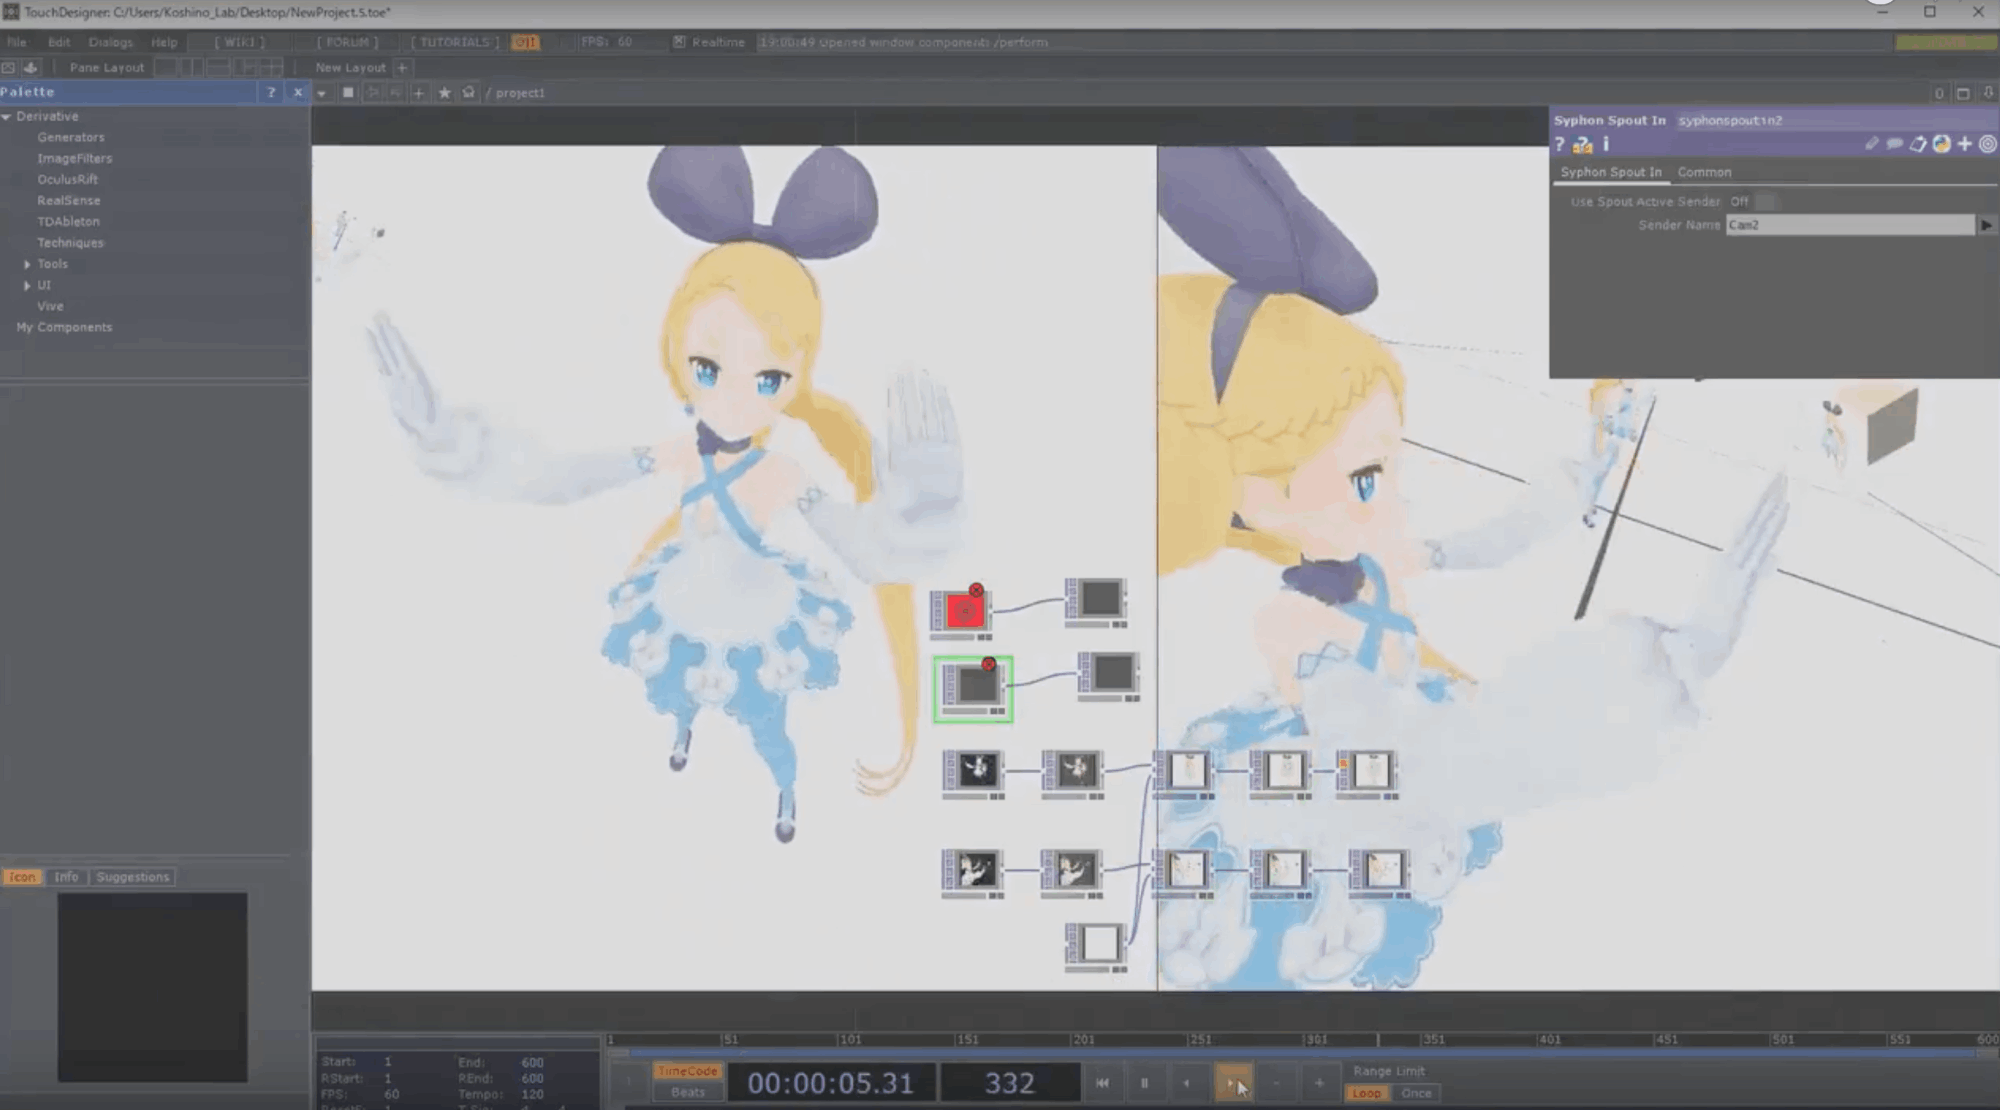 TouchDesigner: C:/Users/Koshino_Lab/Desktop/NewProject.5.toe*
File Edit Dialogs Help [ WIKI ] [ FORUM ] [ TUTORIALS ] FPS: 60 Realtime 19:00:49 Opened window component: /perform
Pane Layout New Layout +
Palette ? x / project1 0
Derivative
Generators
ImageFilters
OculusRift
RealSense
TDAbleton
Techniques
Tools
UI
Vive
My Components
Syphon Spout In syphonspoutin2
? i
Syphon Spout In Common
Use Spout Active Sender Off
Sender Name Cam2
Icon Info Suggestions
1 51 101 151 201 251 301 351 401 451 501 551 600
Start: 1 End: 600
RStart: 1 REnd: 600
FPS: 60 Tempo: 120
TimeCode
Beats
00:00:05.31 332
- +
Range Limit
Loop Once